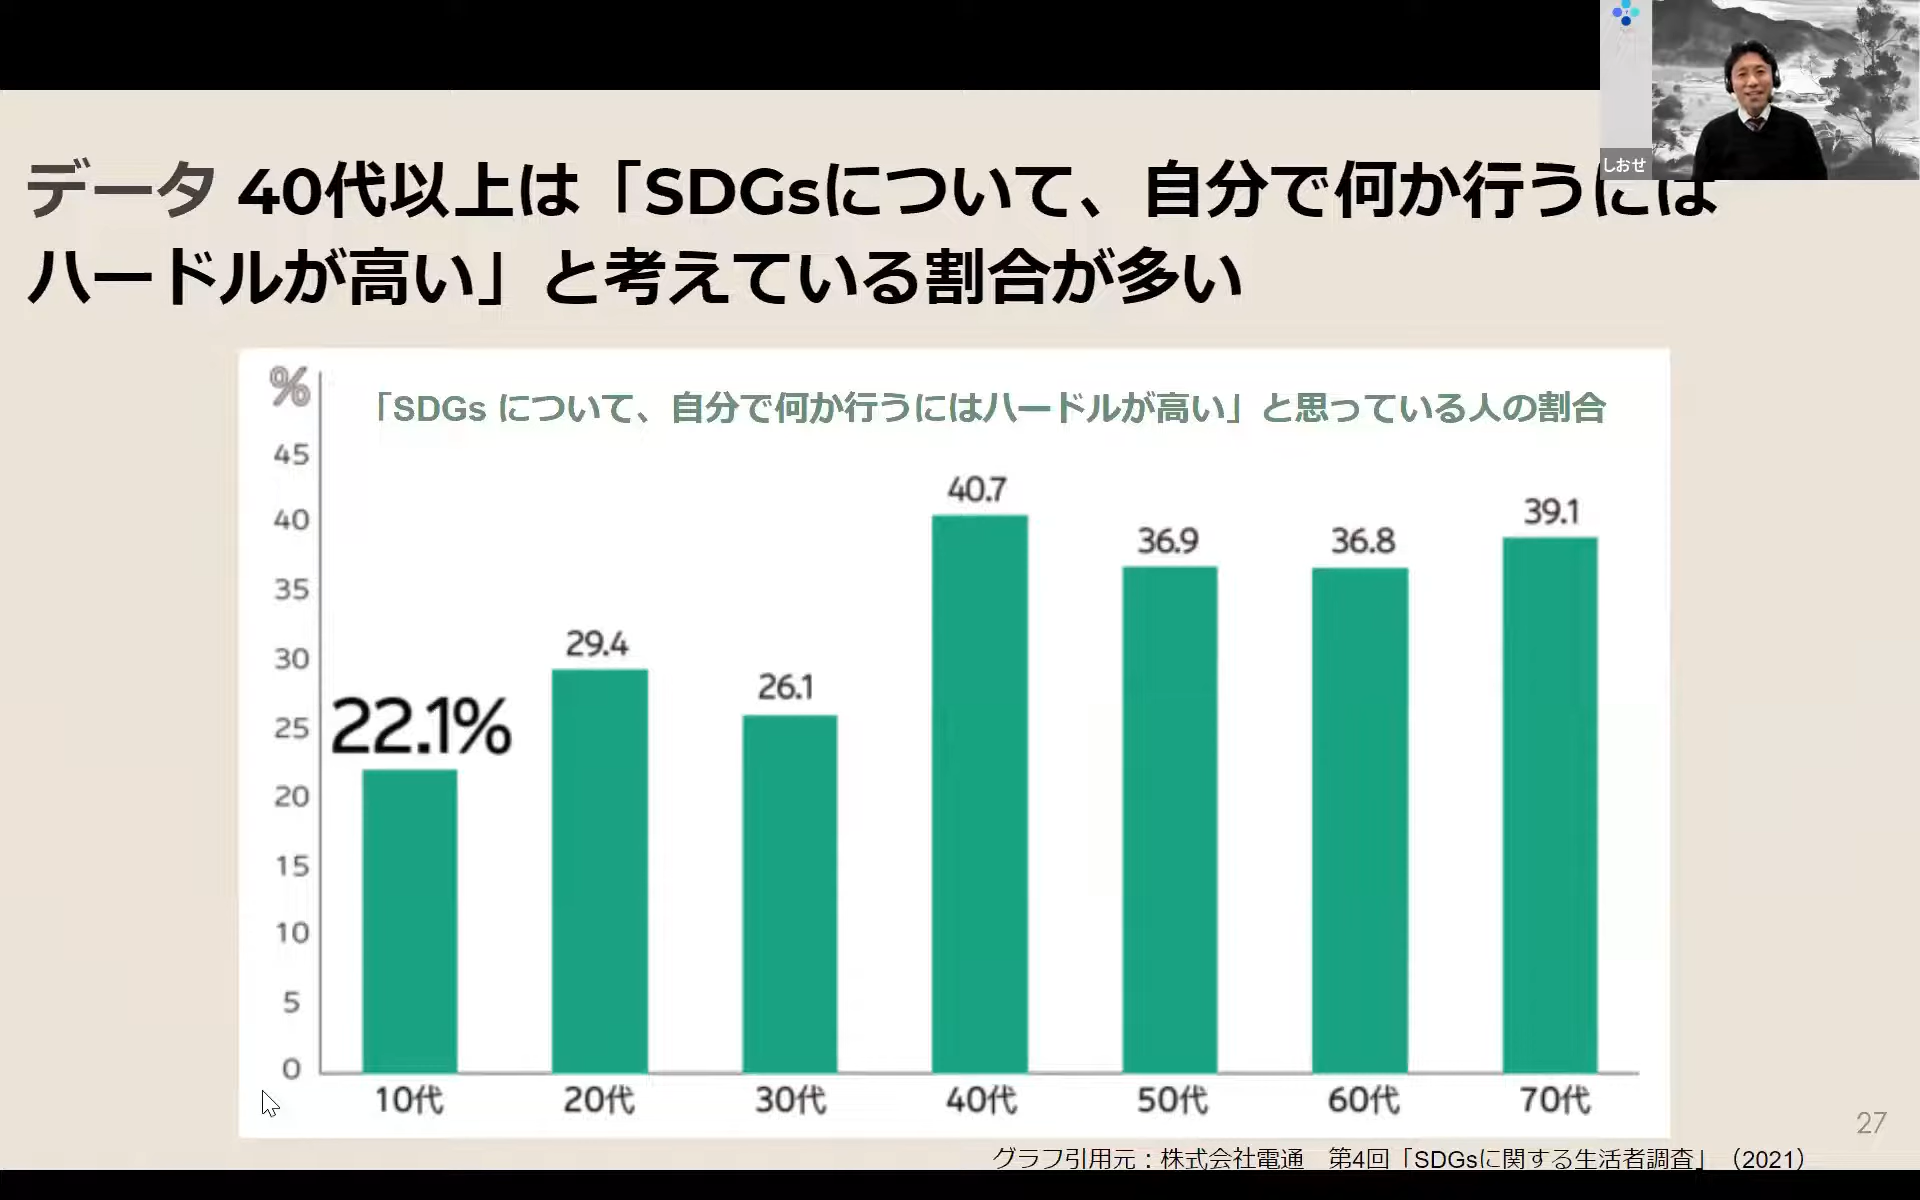 しおせ
データ 40代以上は「SDGsについて、自分で何か行うには
ハードルが高い」と考えている割合が多い
%
「SDGs について、自分で何か行うにはハードルが高い」と思っている人の割合
45
40
35
30
25
20
15
10
5
0
22.1%
29.4
26.1
40.7
36.9
36.8
39.1
10代
20代
30代
40代
50代
60代
70代
27
グラフ引用元：株式会社電通　第4回「SDGsに関する生活者調査」（2021）